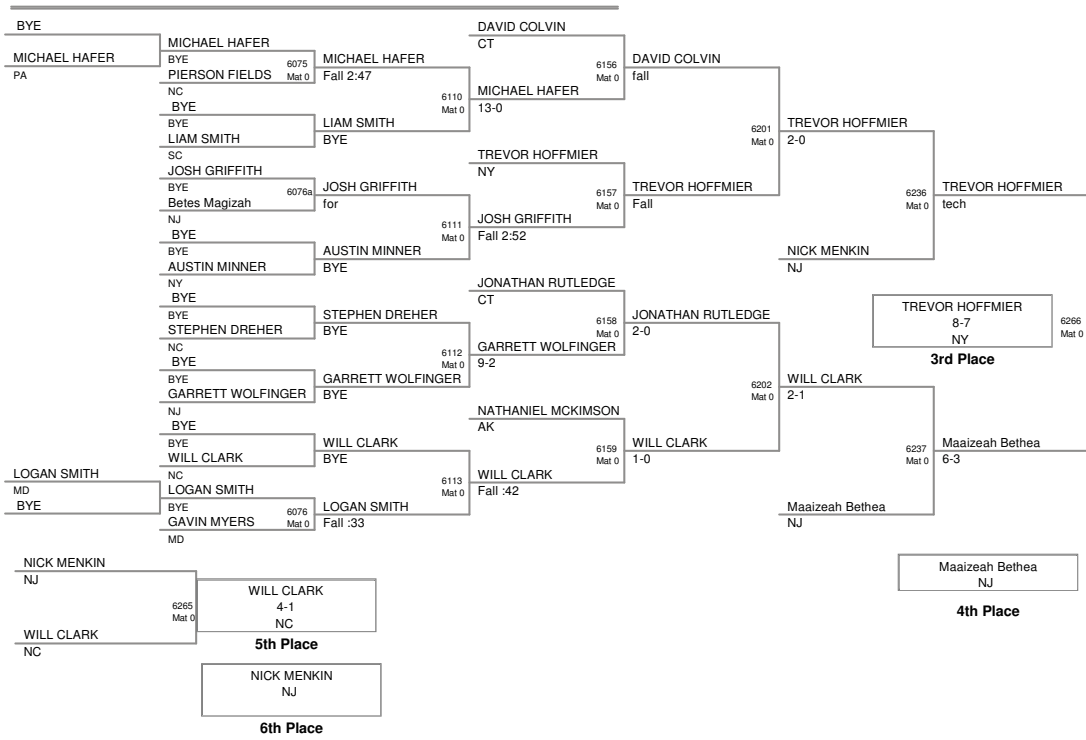 BYE
MICHAEL HAFER
PA
LOGAN SMITH
MD
BYE
MICHAEL HAFER
BYE
PIERSON FIELDS
NC
6075
Mat 0
BYE
BYE
LIAM SMITH
SC
JOSH GRIFFITH
BYE
Betes Magizah
NJ
6076a
BYE
BYE
AUSTIN MINNER
NY
BYE
BYE
STEPHEN DREHER
NC
BYE
BYE
GARRETT WOLFINGER
NJ
BYE
BYE
WILL CLARK
NC
LOGAN SMITH
BYE
GAVIN MYERS
MD
6076
Mat 0
MICHAEL HAFER
Fall 2:47
6110
Mat 0
LIAM SMITH
BYE
JOSH GRIFFITH
for
6111
Mat 0
AUSTIN MINNER
BYE
STEPHEN DREHER
BYE
6112
Mat 0
GARRETT WOLFINGER
BYE
WILL CLARK
BYE
6113
Mat 0
LOGAN SMITH
Fall :33
DAVID COLVIN
CT
6156
Mat 0
MICHAEL HAFER
13-0
TREVOR HOFFMIER
NY
6157
Mat 0
JOSH GRIFFITH
Fall 2:52
JONATHAN RUTLEDGE
CT
6158
Mat 0
GARRETT WOLFINGER
9-2
NATHANIEL MCKIMSON
AK
6159
Mat 0
WILL CLARK
Fall :42
DAVID COLVIN
fall
6201
Mat 0
TREVOR HOFFMIER
Fall
JONATHAN RUTLEDGE
2-0
6202
Mat 0
WILL CLARK
1-0
TREVOR HOFFMIER
2-0
6236
Mat 0
NICK MENKIN
NJ
WILL CLARK
2-1
6237
Mat 0
Maaizeah Bethea
NJ
TREVOR HOFFMIER
tech
TREVOR HOFFMIER
8-7
NY
3rd Place
6266
Mat 0
Maaizeah Bethea
6-3
Maaizeah Bethea
NJ
4th Place
NICK MENKIN
NJ
6265
Mat 0
WILL CLARK
NC
WILL CLARK
4-1
NC
5th Place
NICK MENKIN
NJ
6th Place